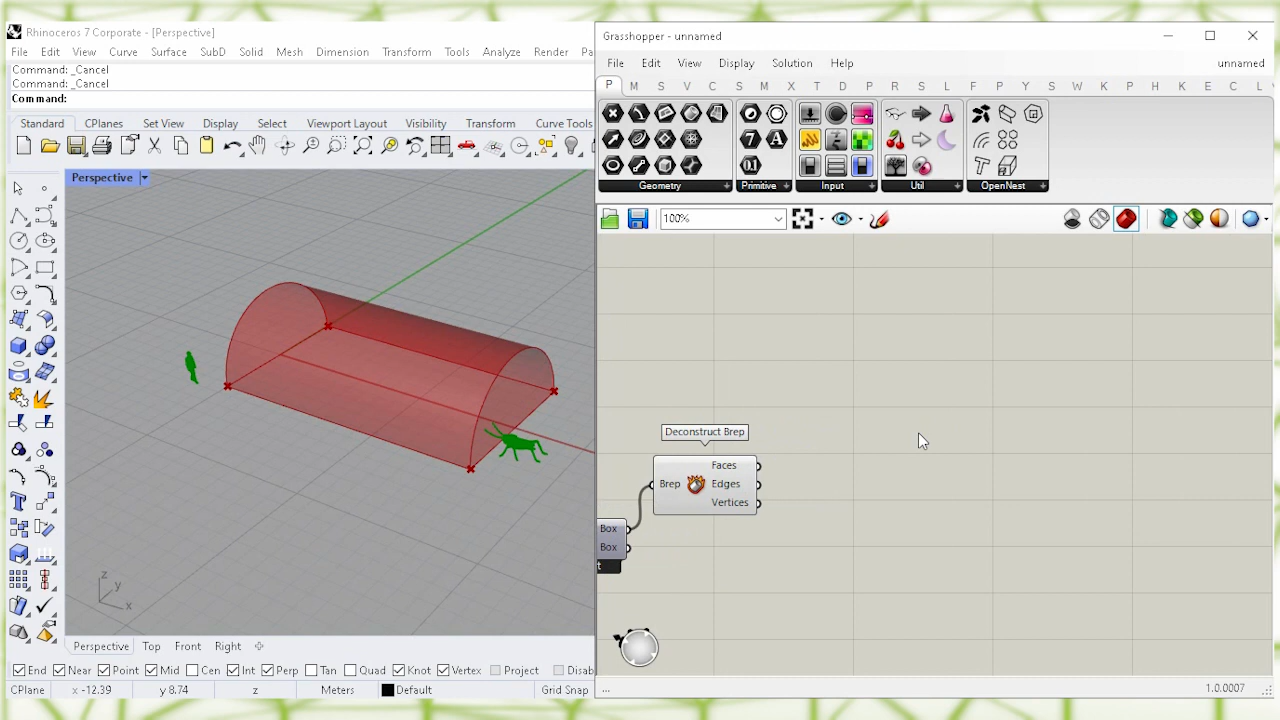 Rhinoceros 7 Corporate - [Perspective]
File Edit View Curve Surface SubD Solid Mesh Dimension Transform Tools Analyze Render Pa
Command: _Cancel
Command: _Cancel
Command:
Standard CPlanes Set View Display Select Viewport Layout Visibility Transform Curve Tools
Perspective
z
y
x
Perspective Top Front Right
End Near Point Mid Cen Int Perp Tan Quad Knot Vertex Project Disab
CPlane x -12.39 y 8.74 z Meters Default Grid Snap
Grasshopper - unnamed
File Edit View Display Solution Help unnamed
P M S V C S M X T D P R S L F D P Y S W K P H E C L
Geometry Primitive Input Util OpenNest
100%
Deconstruct Brep
Faces
Brep Edges
Vertices
Box
Box
t
... 1.0.0007